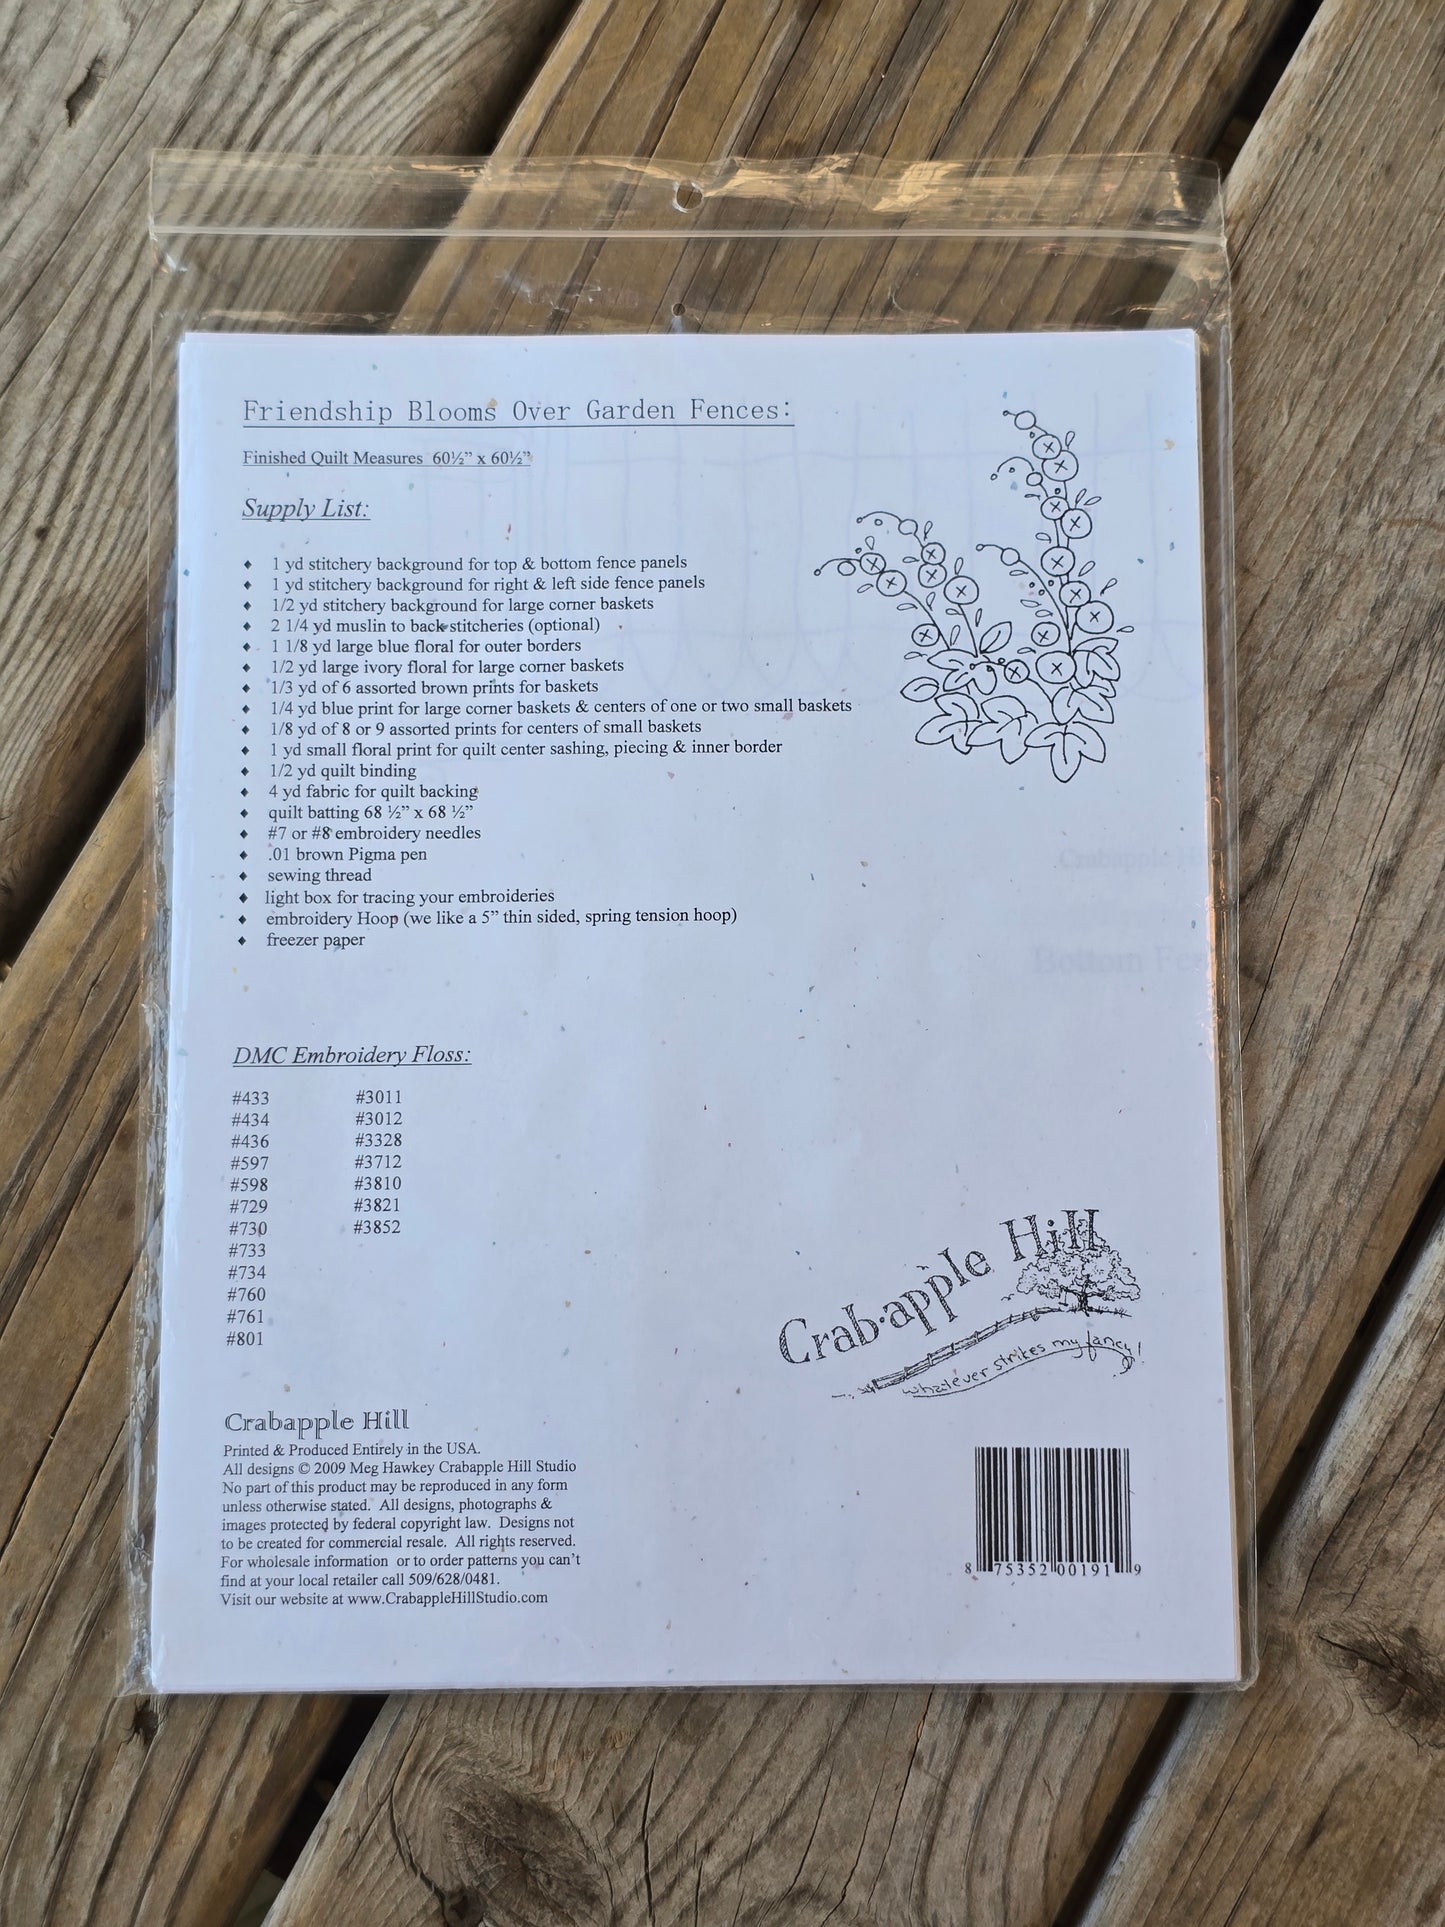 Friendship Blooms Over Garden Fences:
Finished Quilt Measures 60½” x 60½”
Supply List:
♦ 1 yd stitchery background for top & bottom fence panels
♦ 1 yd stitchery background for right & left side fence panels
♦ 1/2 yd stitchery background for large corner baskets
♦ 2 1/4 yd muslin to back stitcheries (optional)
♦ 1 1/8 yd large blue floral for outer borders
♦ 1/2 yd large ivory floral for large corner baskets
♦ 1/3 yd of 6 assorted brown prints for baskets
♦ 1/4 yd blue print for large corner baskets & centers of one or two small baskets
♦ 1/8 yd of 8 or 9 assorted prints for centers of small baskets
♦ 1 yd small floral print for quilt center sashing, piecing & inner border
♦ 1/2 yd quilt binding
♦ 4 yd fabric for quilt backing
♦ quilt batting 68 ½” x 68 ½”
♦ #7 or #8 embroidery needles
♦ .01 brown Pigma pen
♦ sewing thread
♦ light box for tracing your embroideries
♦ embroidery Hoop (we like a 5” thin sided, spring tension hoop)
♦ freezer paper
Crabapple H
Bottom Fen
DMC Embroidery Floss:
#433 #3011
#434 #3012
#436 #3328
#597 #3712
#598 #3810
#729 #3821
#730 #3852
#733
#734
#760
#761
#801
Crab·apple Hill
whatever strikes my fancy!
Crabapple Hill
Printed & Produced Entirely in the USA.
All designs © 2009 Meg Hawkey Crabapple Hill Studio
No part of this product may be reproduced in any form
unless otherwise stated. All designs, photographs &
images protected by federal copyright law. Designs not
to be created for commercial resale. All rights reserved.
For wholesale information or to order patterns you can’t
find at your local retailer call 509/628/0481.
Visit our website at www.CrabappleHillStudio.com
8 75352 00191 9